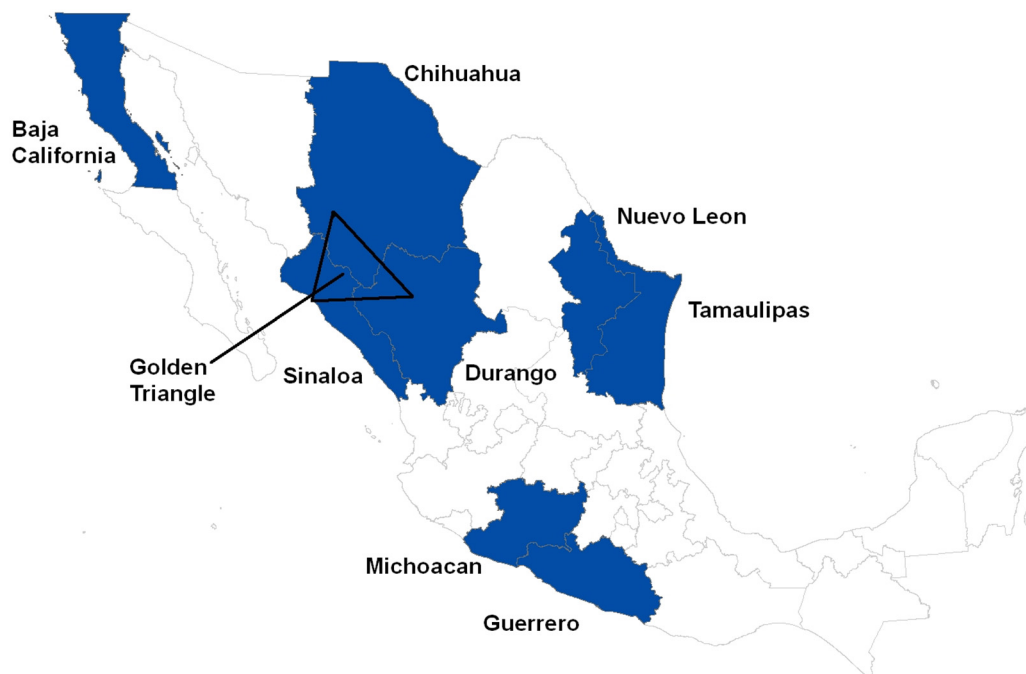 Chihuahua
Baja
California
Nuevo Leon
Tamaulipas
Golden
Triangle
Sinaloa
Durango
Michoacan
Guerrero